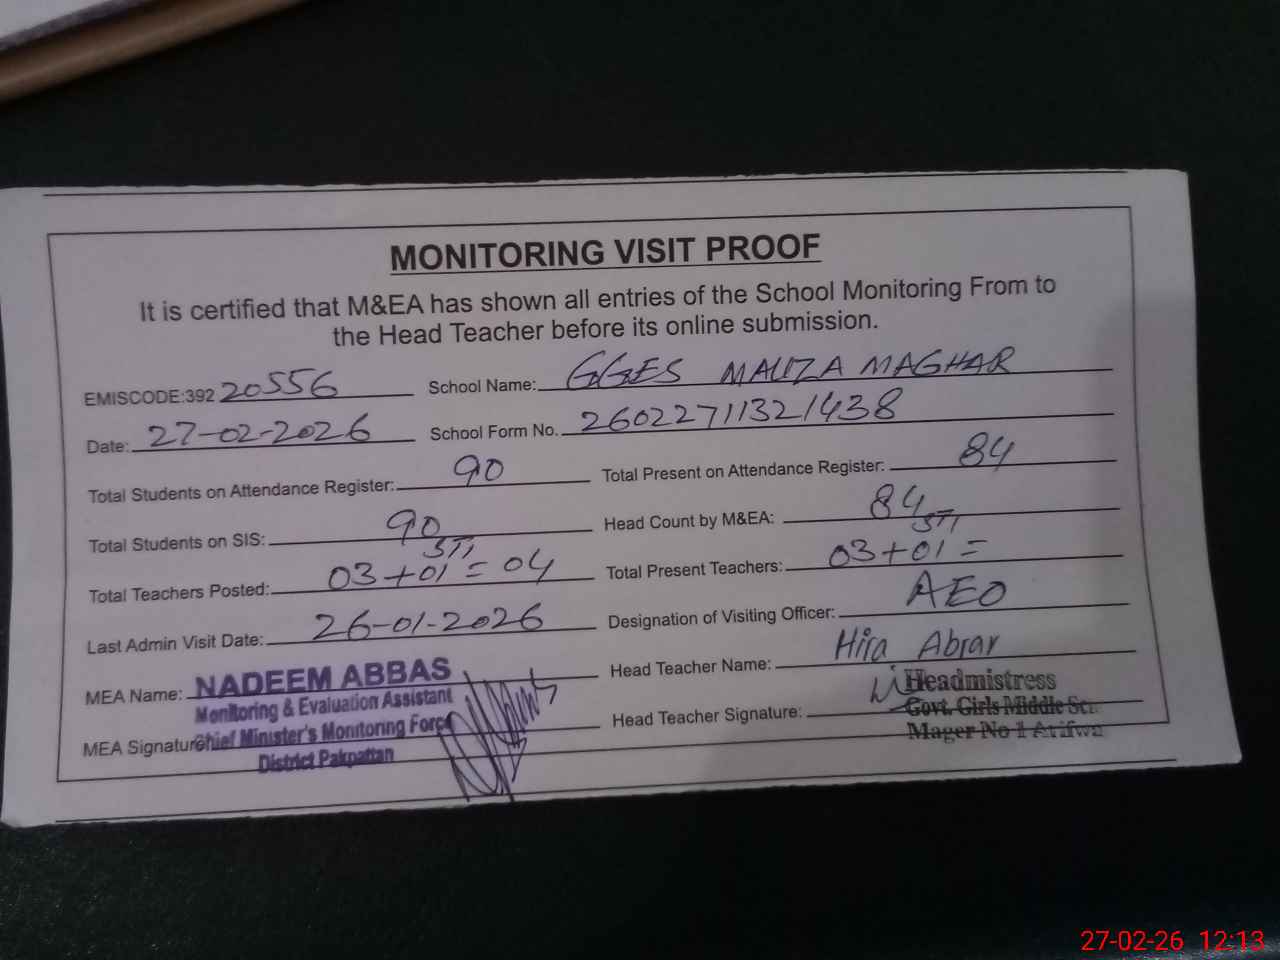 MONITORING VISIT PROOF
It is certified that M&EA has shown all entries of the School Monitoring From to
the Head Teacher before its online submission.
EMISCODE:392 20556 School Name: GGES MAUZA MAGHAR
Date: 27-02-2026 School Form No. 26022711321438
Total Students on Attendance Register: 90 Total Present on Attendance Register: 84
Total Students on SIS: 90 Head Count by M&EA: 84
STI STI
Total Teachers Posted: 03+01=04 Total Present Teachers: 03+01=
Last Admin Visit Date: 26-01-2026 Designation of Visiting Officer: AEO
MEA Name: NADEEM ABBAS Head Teacher Name: Hira Abrar
Monitoring & Evaluation Assistant Headmistress
MEA Signature Chief Minister's Monitoring Force Head Teacher Signature: Govt. Girls Middle
District Pakpattan Mager No 1
27-02-26 12:13